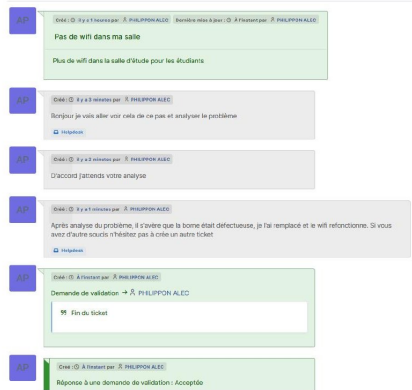 AP
Créé : Il y a 1 heures par PHILIPPON ALEC Dernière mise à jour : À l'instant par PHILIPPON ALEC
Pas de wifi dans ma salle
Plus de wifi dans la salle d'étude pour les étudiants
AP
Créé : Il y a 3 minutes par PHILIPPON ALEC
Bonjour je vais aller voir cela de ce pas et analyser le problème
Helpdesk
AP
Créé : Il y a 2 minutes par PHILIPPON ALEC
D'accord j'attends votre analyse
AP
Créé : Il y a 1 minutes par PHILIPPON ALEC
Après analyse du problème, il s'avère que la borne était défectueuse, je l'ai remplacé et le wifi refonctionne. Si vous
avez d'autre soucis n'hésitez pas à crée un autre ticket
Helpdesk
AP
Créé : À l'instant par PHILIPPON ALEC
Demande de validation → PHILIPPON ALEC
Fin du ticket
AP
Créé : À l'instant par PHILIPPON ALEC
Réponse à une demande de validation : Acceptée